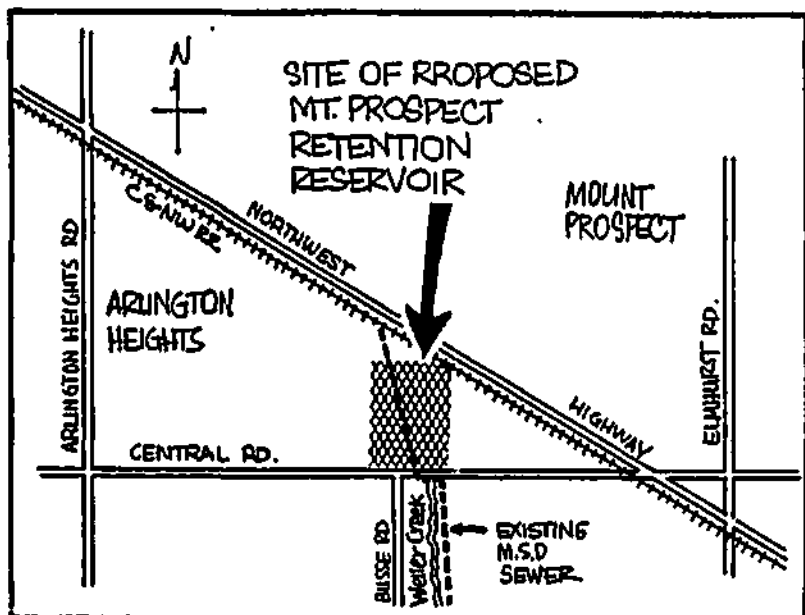 N
SITE OF RROPOSED
MT. PROSPECT
RETENTION
RESERVOIR
MOUNT
PROSPECT
C&NW RR.
NORTHWEST
HIGHWAY
ARLINGTON
HEIGHTS
ARLINGTON HEIGHTS RD
ELMHURST RD.
CENTRAL RD.
BUSSE RD
Weller Creek
EXISTING
M.S.D
SEWER